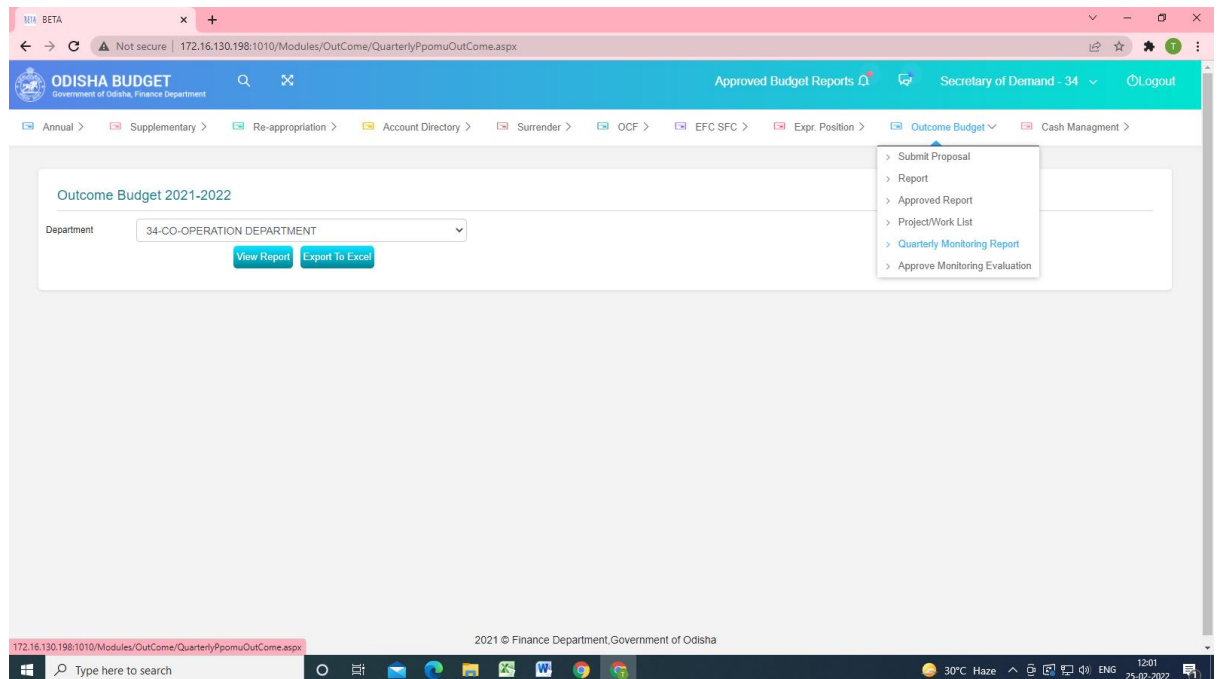 BETA BETA
Not secure | 172.16.130.198:1010/Modules/OutCome/QuarterlyPpomuOutCome.aspx
T
ODISHA BUDGET
Government of Odisha, Finance Department
Approved Budget Reports
Secretary of Demand - 34
Logout
Annual > Supplementary > Re-appropriation > Account Directory > Surrender > OCF > EFC SFC > Expr. Position > Outcome Budget Cash Managment >
> Submit Proposal
> Report
> Approved Report
> Project/Work List
> Quarterly Monitoring Report
> Approve Monitoring Evaluation
Outcome Budget 2021-2022
Department 34-CO-OPERATION DEPARTMENT
View Report Export To Excel
2021 © Finance Department,Government of Odisha
172.16.130.198:1010/Modules/OutCome/QuarterlyPpomuOutCome.aspx
Type here to search
30°C Haze ENG 12:01
25-02-2022